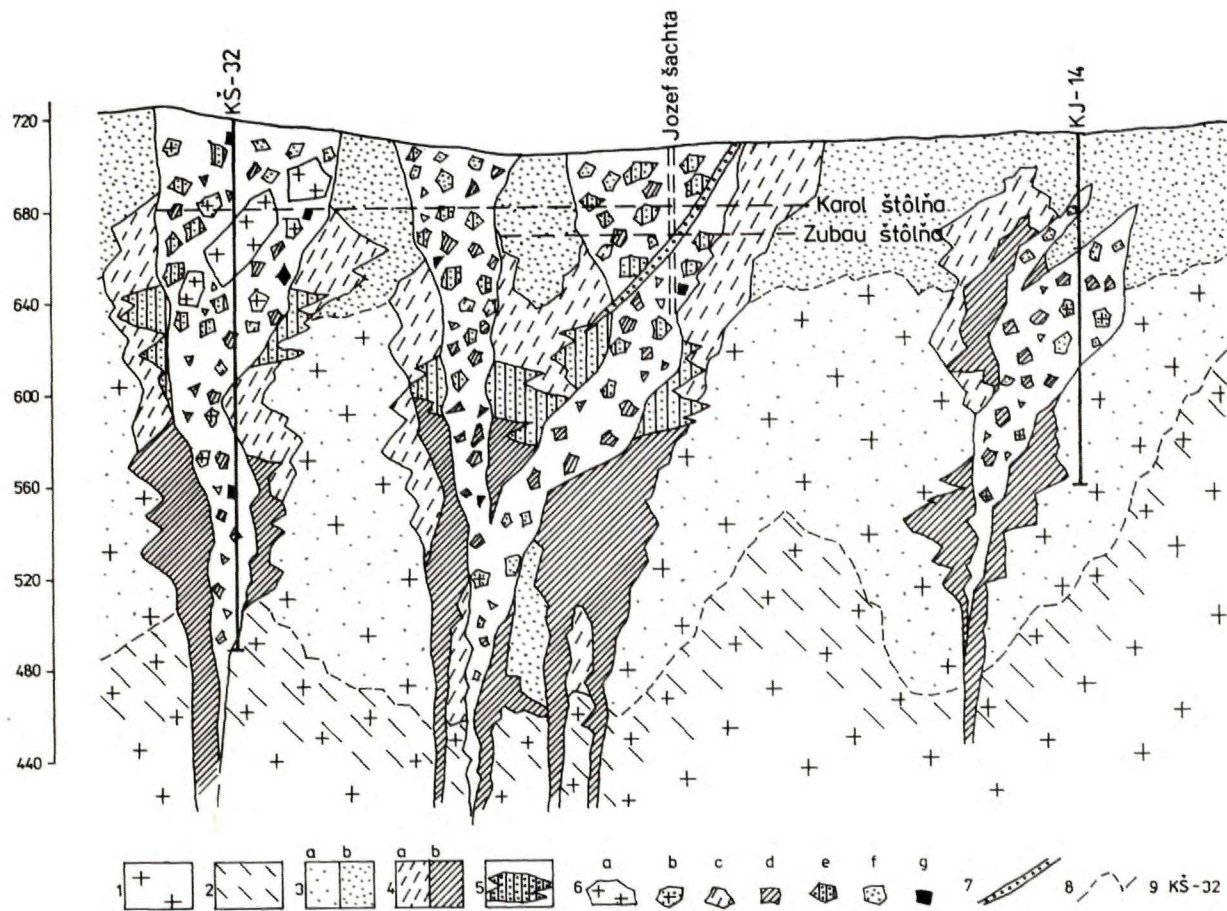 KŠ-32
Jozef šachta
KJ-14
720
680
640
600
560
520
480
440
Karol štôlňa
Zubau štôlňa
a b a b a b c d e f g
1 2 3 4 5 6 7 8 9 KŠ-32